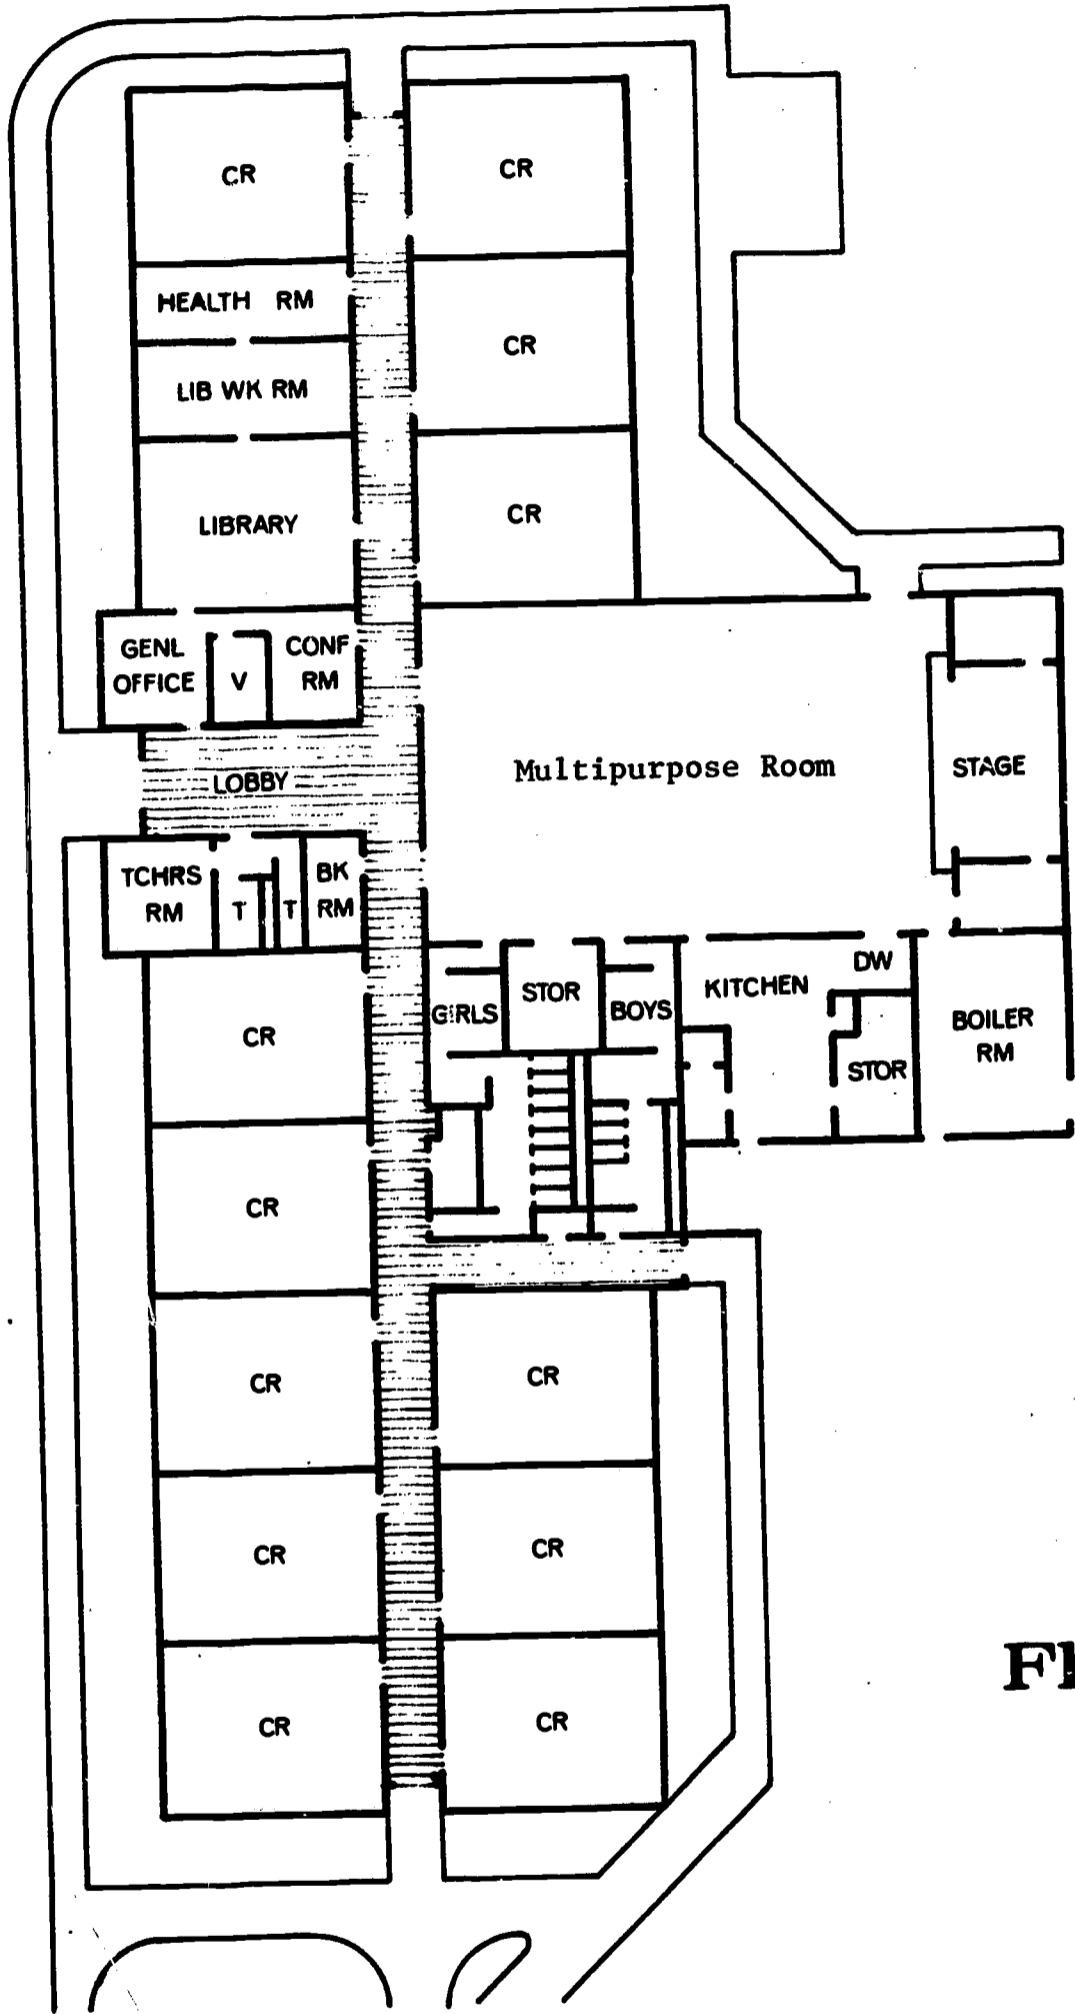 CR
CR
HEALTH RM
CR
LIB WK RM
LIBRARY
CR
GENL
OFFICE
V
CONF
RM
LOBBY
Multipurpose Room
STAGE
TCHRS
RM
T
T
BK
RM
CR
GIRLS
STOR
BOYS
KITCHEN
DW
STOR
BOILER
RM
CR
CR
CR
CR
CR
CR
CR